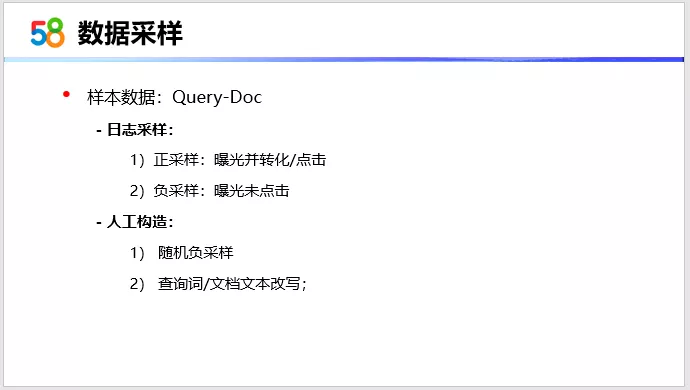 58 数据采样
• 样本数据：Query-Doc
- 日志采样：
1）正采样：曝光并转化/点击
2）负采样：曝光未点击
- 人工构造：
1） 随机负采样
2） 查询词/文档文本改写；